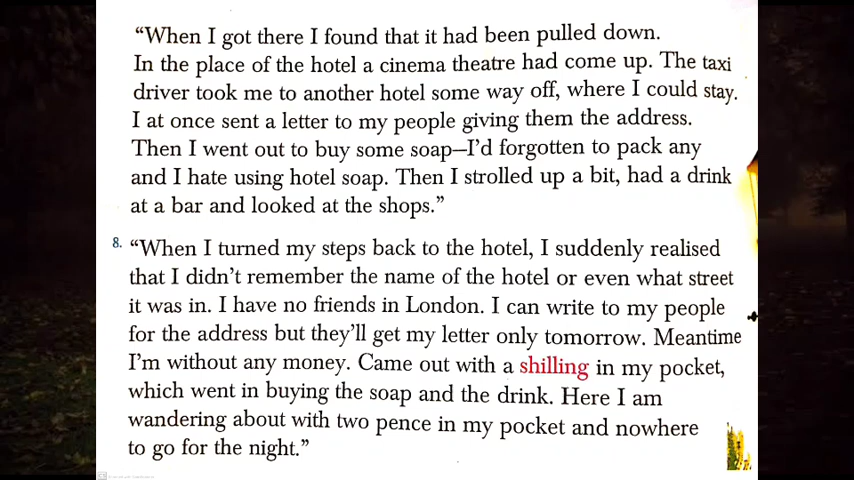 “When I got there I found that it had been pulled down.
In the place of the hotel a cinema theatre had come up. The taxi
driver took me to another hotel some way off, where I could stay.
I at once sent a letter to my people giving them the address.
Then I went out to buy some soap—I’d forgotten to pack any
and I hate using hotel soap. Then I strolled up a bit, had a drink
at a bar and looked at the shops.”
8. “When I turned my steps back to the hotel, I suddenly realised
that I didn’t remember the name of the hotel or even what street
it was in. I have no friends in London. I can write to my people
for the address but they’ll get my letter only tomorrow. Meantime
I’m without any money. Came out with a shilling in my pocket,
which went in buying the soap and the drink. Here I am
wandering about with two pence in my pocket and nowhere
to go for the night.”